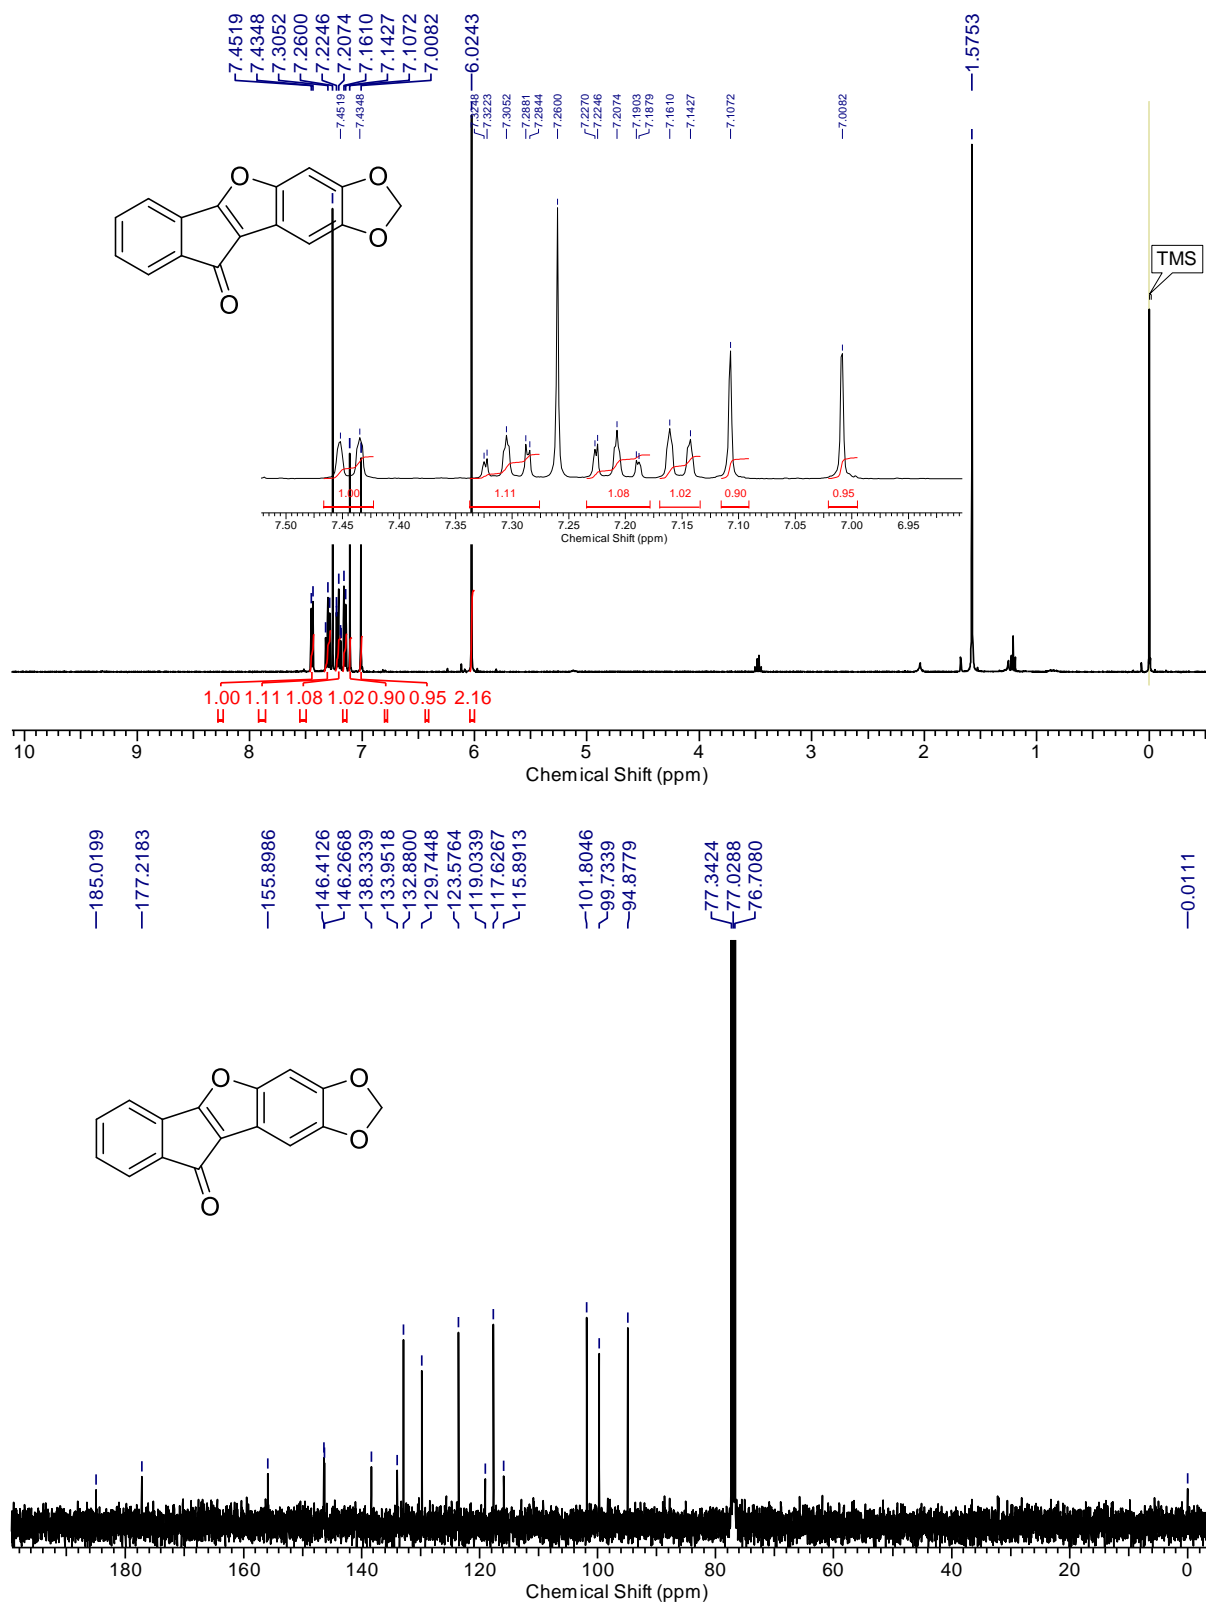 7.4519
7.4348
7.3052
7.2600
7.2246
7.2074
7.1610
7.1427
7.1072
7.0082
6.0243
1.5753
7.4519
7.4348
7.3248
7.3223
7.3052
7.2881
7.2844
7.2600
7.2270
7.2246
7.2074
7.1903
7.1879
7.1610
7.1427
7.1072
7.0082
O
O
O
O
TMS
1.00 1.11 1.08 1.02 0.90 0.95
7.50 7.45 7.40 7.35 7.30 7.25 7.20 7.15 7.10 7.05 7.00 6.95
Chemical Shift (ppm)
1.00 1.11 1.08 1.02 0.90 0.95 2.16
10 9 8 7 6 5 4 3 2 1 0
Chemical Shift (ppm)
185.0199
177.2183
155.8986
146.4126
146.2668
138.3339
133.9518
132.8800
129.7448
123.5764
119.0339
117.6267
115.8913
101.8046
99.7339
94.8779
77.3424
77.0288
76.7080
-0.0111
O
O
O
O
180 160 140 120 100 80 60 40 20 0
Chemical Shift (ppm)